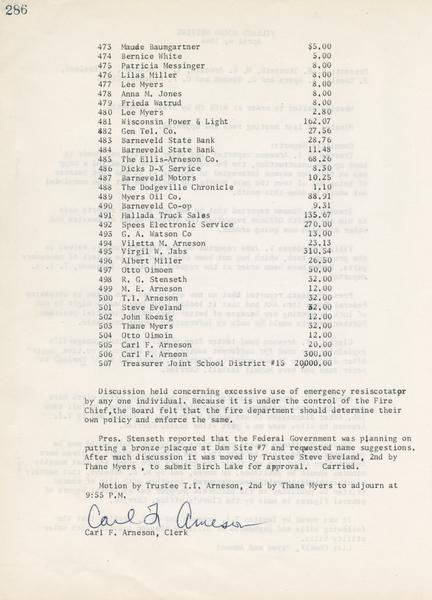 286
473 Maude Baumgartner $5.00
474 Bernice White 5.00
475 Patricia Messinger 8.00
476 Lilas Miller 8.00
477 Lee Myers 8.00
478 Anna M. Jones 8.00
479 Frieda Watrud 8.00
480 Lee Myers 2.80
481 Wisconsin Power & Light 162.07
482 Gen Tel. Co. 27.56
483 Barneveld State Bank 28.76
484 Barneveld State Bank 11.48
485 The Ellis-Arneson Co. 68.26
486 Dicks D-X Service 8.30
487 Barneveld Motors 10.25
488 The Dodgeville Chronicle 1.10
489 Myers Oil Co. 88.91
490 Barneveld Co-op 9.31
491 Hallada Truck Sales 135.67
492 Spees Electronic Service 270.00
493 G. A. Watson Co 13.00
494 Viletta M. Arneson 23.13
495 Virgil W. Jabs 310.54
496 Albert Miller 26.50
497 Otto Oimoen 50.00
498 R. G. Stenseth 32.00
499 M. E. Arneson 12.00
500 T.I. Arneson 32.00
501 Steve Eveland 32.00
502 John Koenig 12.00
503 Thane Myers 32.00
504 Otto Oimoin 12.00
505 Carl F. Arneson 20.00
506 Carl F. Arneon 300.00
507 Treasurer Joint School District #15 20000.00
Discussion held concerning excessive use of emergency resiscotator
by any one individual. Because it is under the control of the Fire
Chief,the Board felt that the fire department should determine their
own policy and enforce the same.
Pres. Stenseth reported that the Federal Government was planning on
putting a bronze placque at Dam Site #7 and requested name suggestions.
After much discussion it was moved by Trustee Steve Eveland, 2nd by
Thane Myers , to submit Birch Lake for approval. Carried.
Motion by Trustee T.I. Arneson, 2nd by Thane Myers to adjourn at
9:55 P.M.
Carl F. Arneson
Carl F. Arneson, Clerk